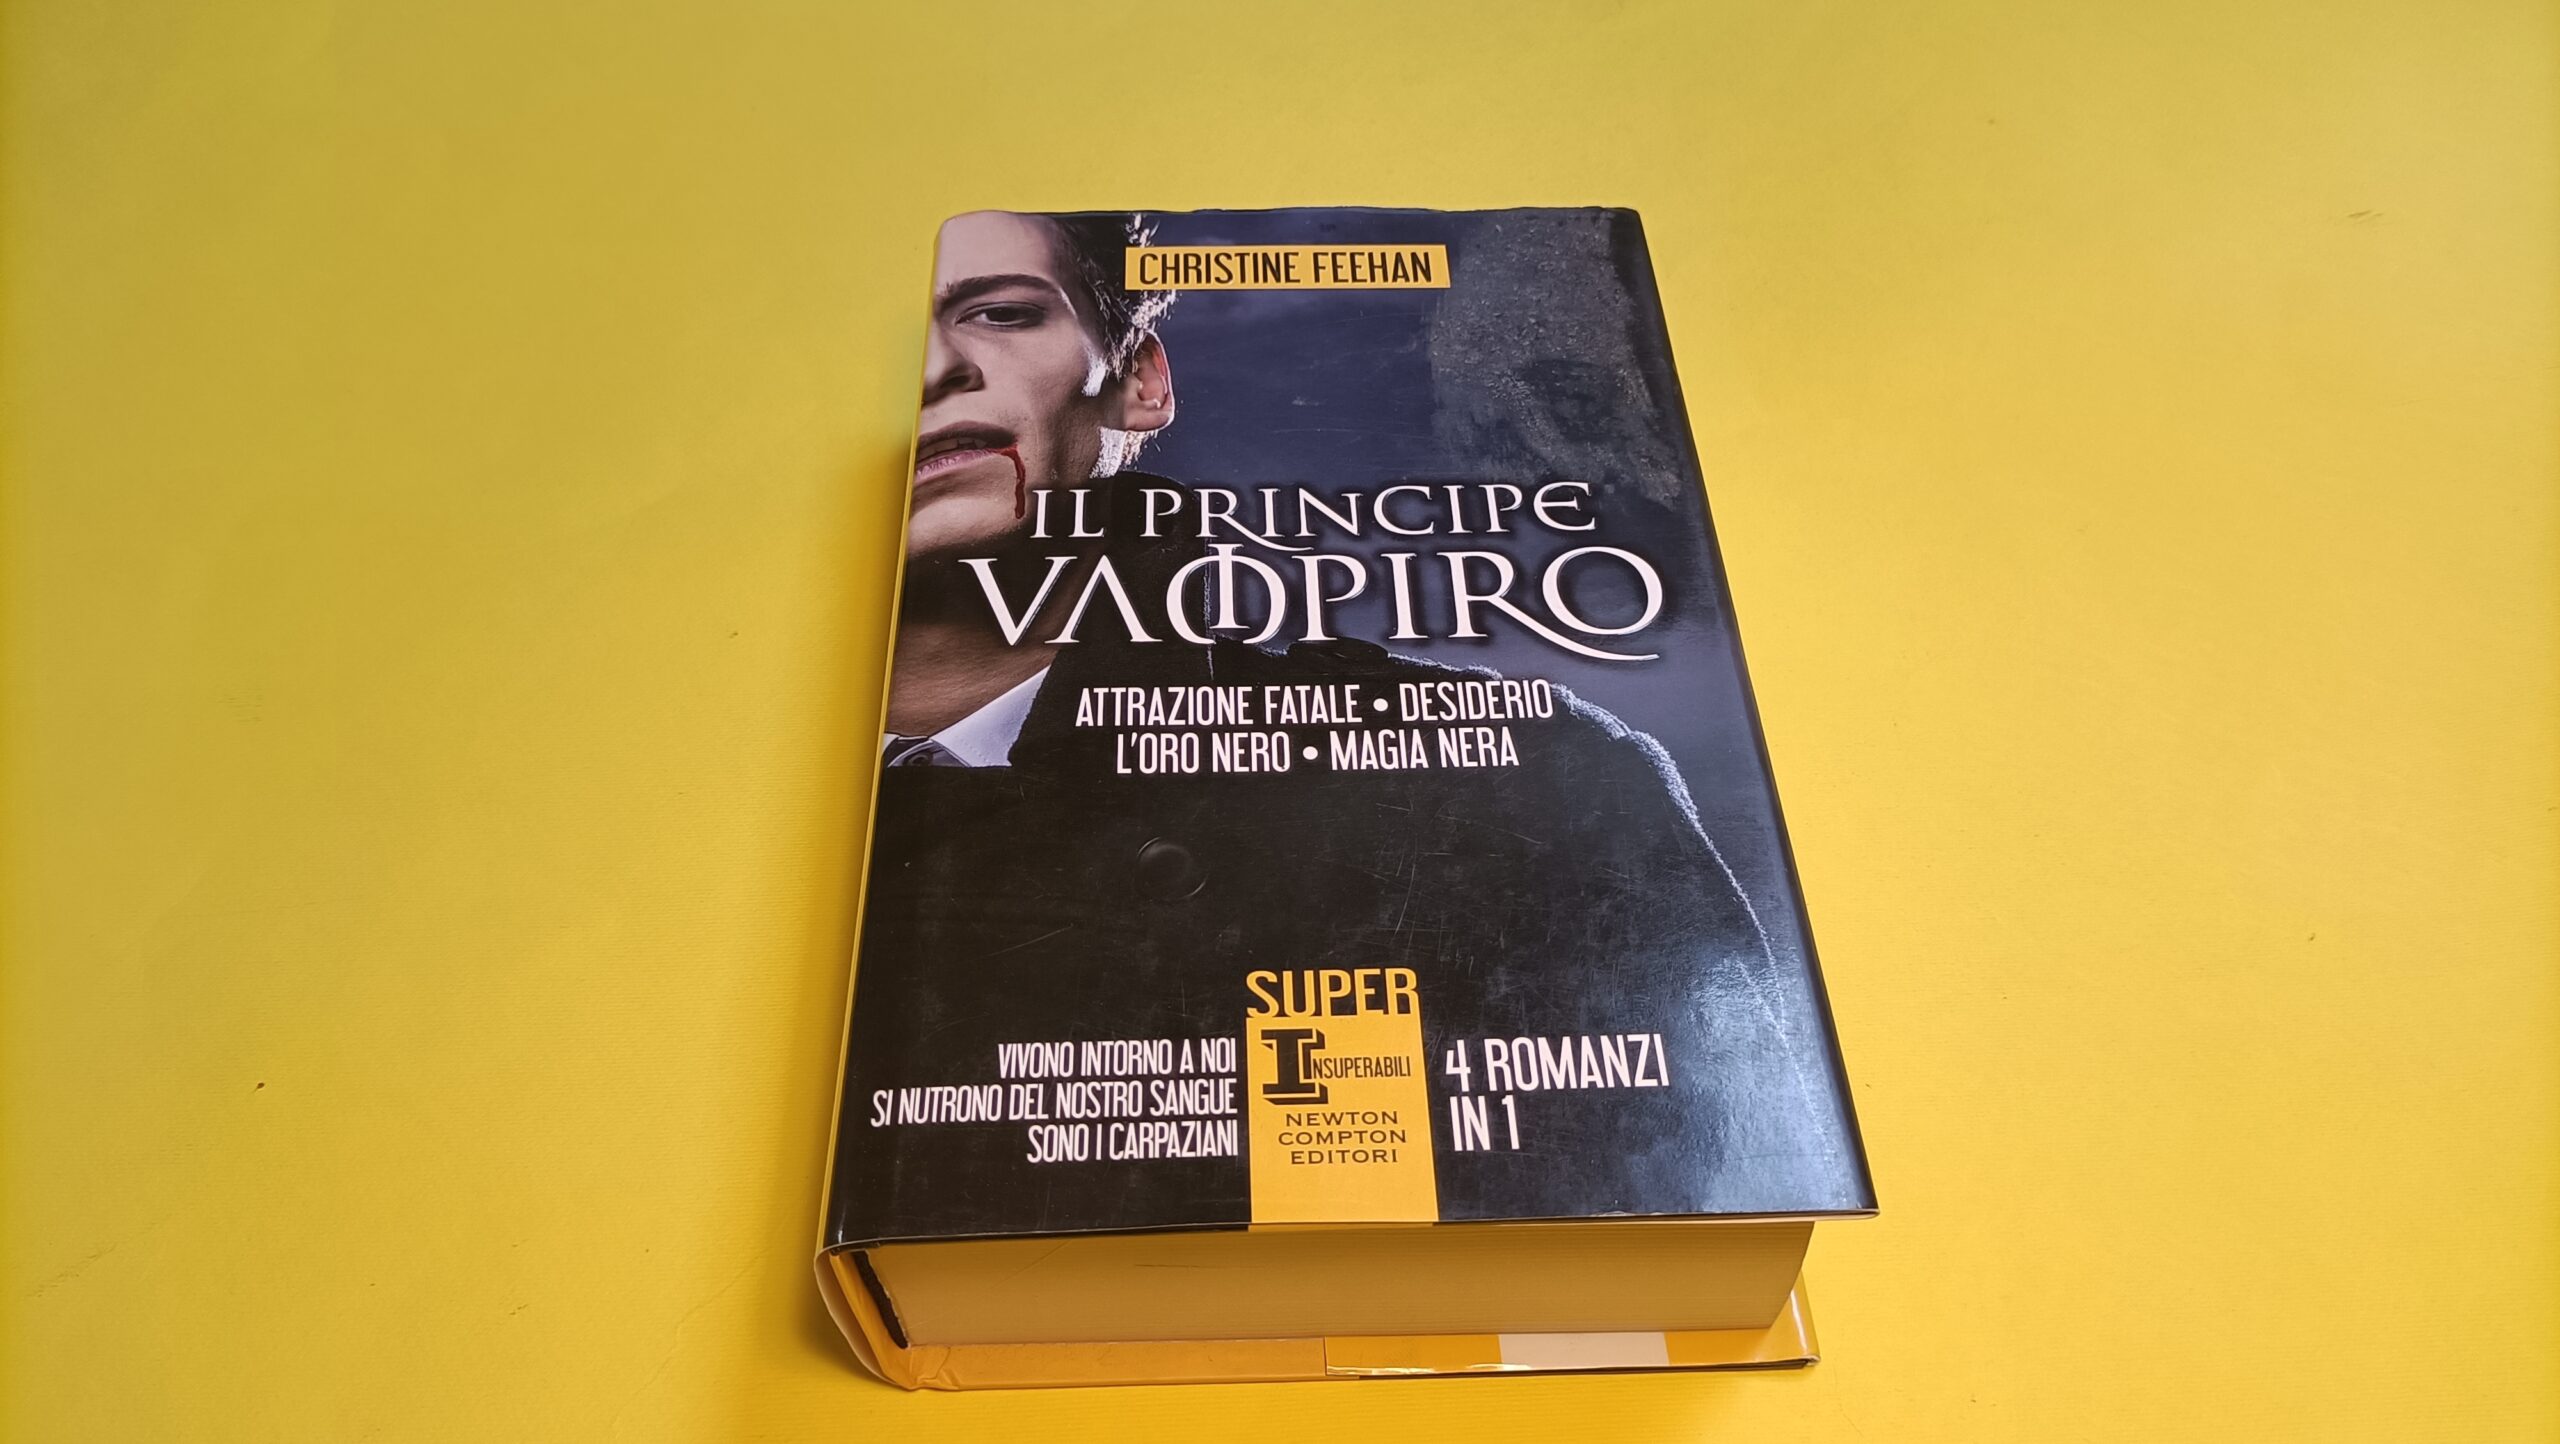 CHRISTINE FEEHAN
IL PRINCIPE
VAMPIRO
ATTRAZIONE FATALE • DESIDERIO
L'ORO NERO • MAGIA NERA
VIVONO INTORNO A NOI
SI NUTRONO DEL NOSTRO SANGUE
SONO I CARPAZIANI
SUPER
INSUPERABILI
NEWTON
COMPTON
EDITORI
4 ROMANZI
IN 1